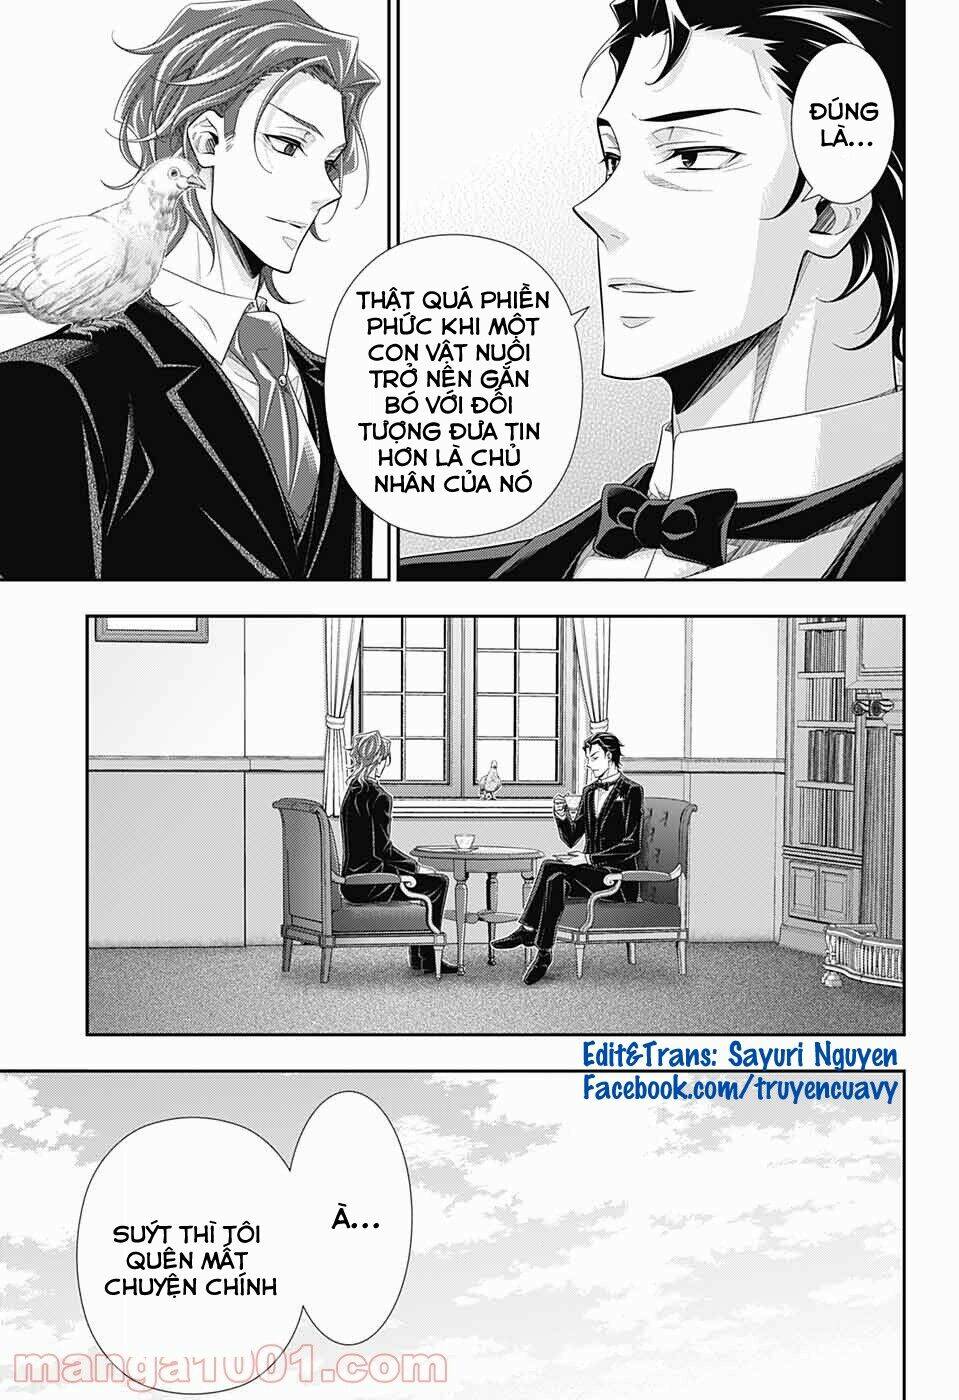 ĐÚNG
LÀ...
THẬT QUÁ PHIỀN
PHỨC KHI MỘT
CON VẬT NUÔI
TRỞ NÊN GẮN
BÓ VỚI ĐỐI
TƯỢNG ĐƯA TIN
HƠN LÀ CHỦ
NHÂN CỦA NÓ
Edit&Trans: Sayuri Nguyen
Facebook.com/truyencuavy
À...
SUÝT THÌ TÔI
QUÊN MẤT
CHUYỆN CHÍNH
manga1001.com